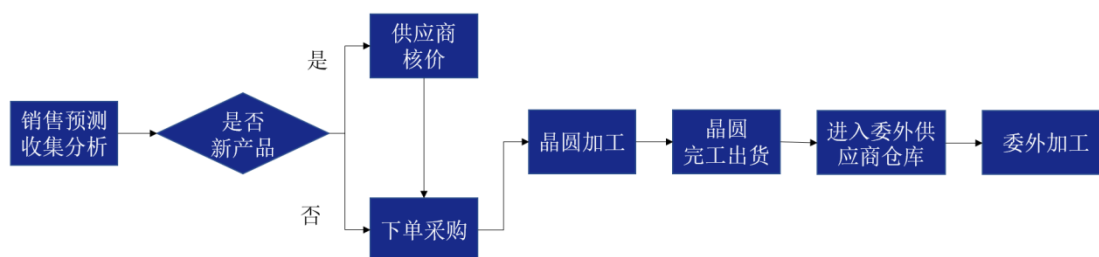 供应商
核价
是
销售预测
收集分析
是否
新产品
否
下单采购
晶圆加工
晶圆
完工出货
进入委外供
应商仓库
委外加工